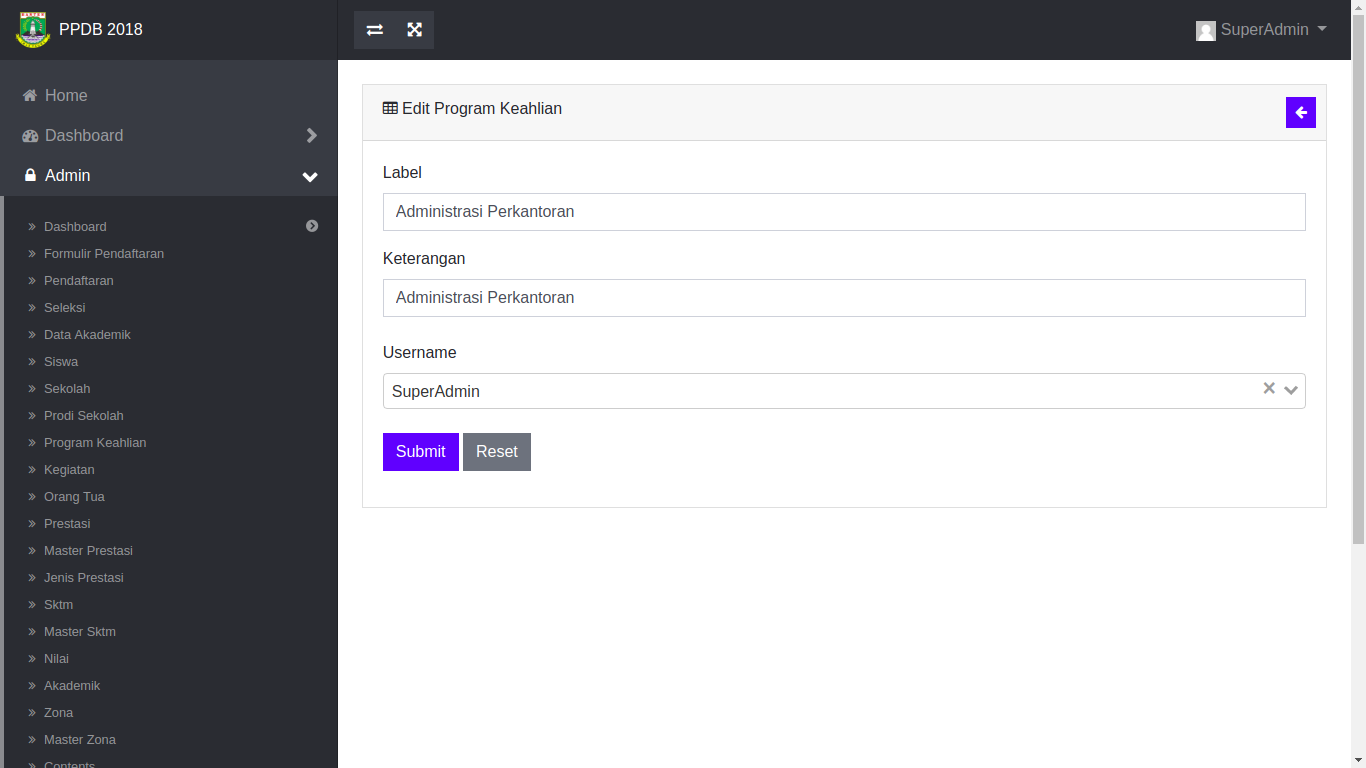 PPDB 2018
SuperAdmin
Home
Dashboard
Admin
Dashboard
Formulir Pendaftaran
Pendaftaran
Seleksi
Data Akademik
Siswa
Sekolah
Prodi Sekolah
Program Keahlian
Kegiatan
Orang Tua
Prestasi
Master Prestasi
Jenis Prestasi
Sktm
Master Sktm
Nilai
Akademik
Zona
Master Zona
Contents
Edit Program Keahlian
Label
Administrasi Perkantoran
Keterangan
Administrasi Perkantoran
Username
SuperAdmin
Submit Reset